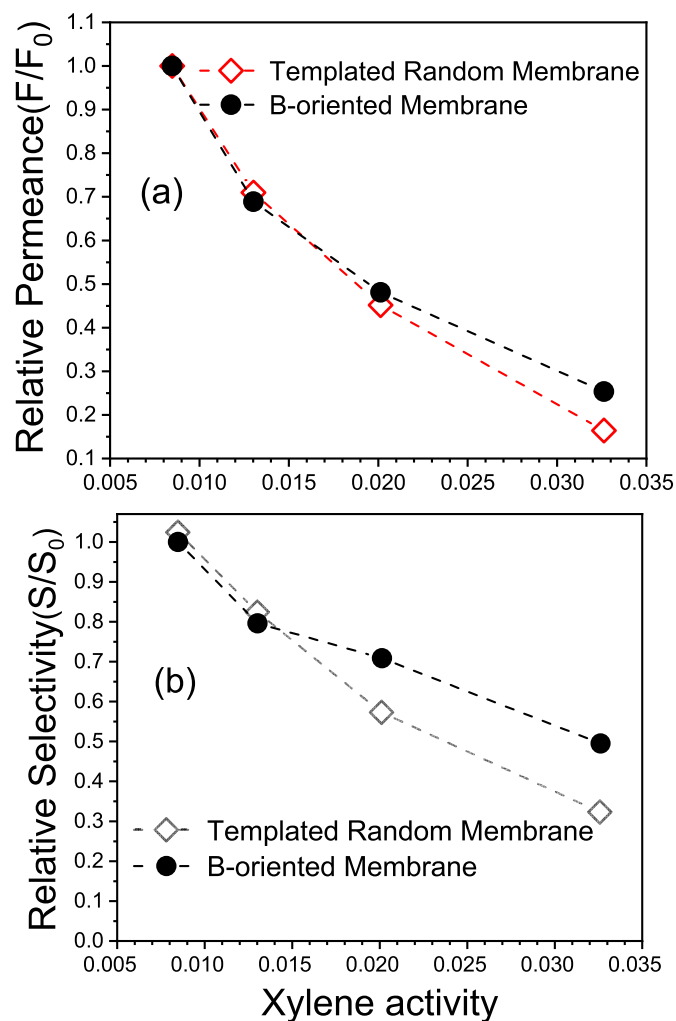 Relative Permeance(F/F₀)
1.1
1.0
0.9
0.8
0.7
0.6
0.5
0.4
0.3
0.2
0.1
Templated Random Membrane
B-oriented Membrane
(a)
0.005 0.010 0.015 0.020 0.025 0.030 0.035
Relative Selectivity(S/S₀)
1.0
0.9
0.8
0.7
0.6
0.5
0.4
0.3
0.2
0.1
0.0
(b)
Templated Random Membrane
B-oriented Membrane
0.005 0.010 0.015 0.020 0.025 0.030 0.035
Xylene activity